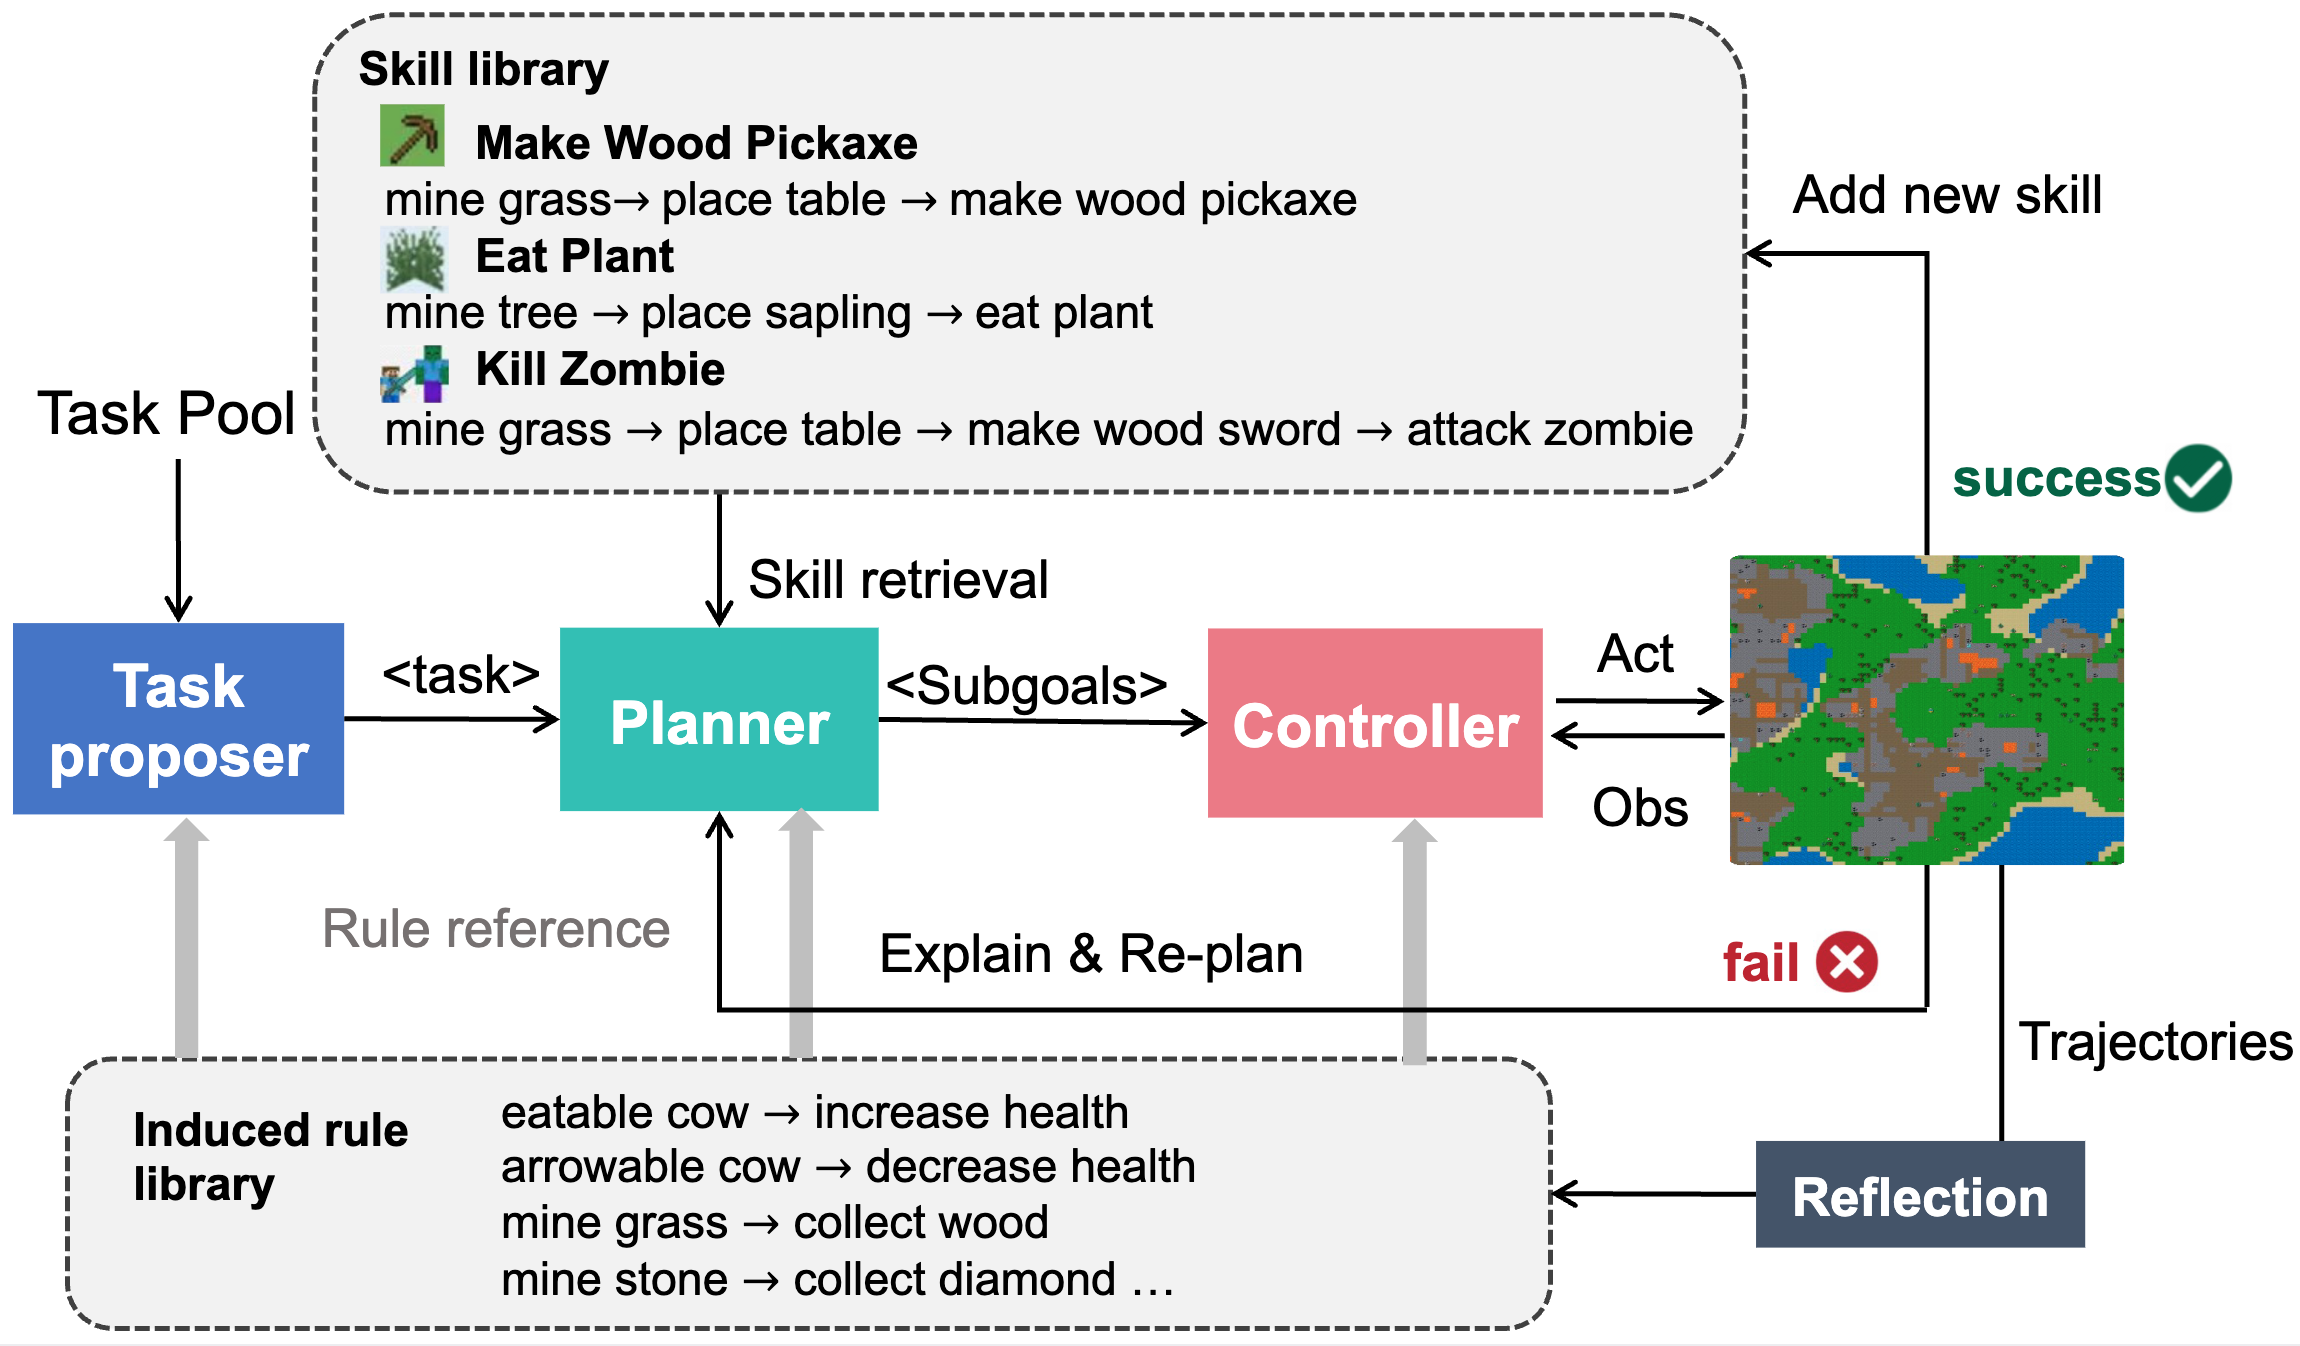 Skill library
Make Wood Pickaxe
mine grass→ place table → make wood pickaxe
Eat Plant
mine tree → place sapling → eat plant
Kill Zombie
mine grass → place table → make wood sword → attack zombie
Add new skill
Task Pool
success
Skill retrieval
Task
proposer
<task>
Planner
<Subgoals>
Controller
Act
Obs
Rule reference
Explain & Re-plan
fail
Trajectories
Induced rule
library
eatable cow → increase health
arrowable cow → decrease health
mine grass → collect wood
mine stone → collect diamond …
Reflection